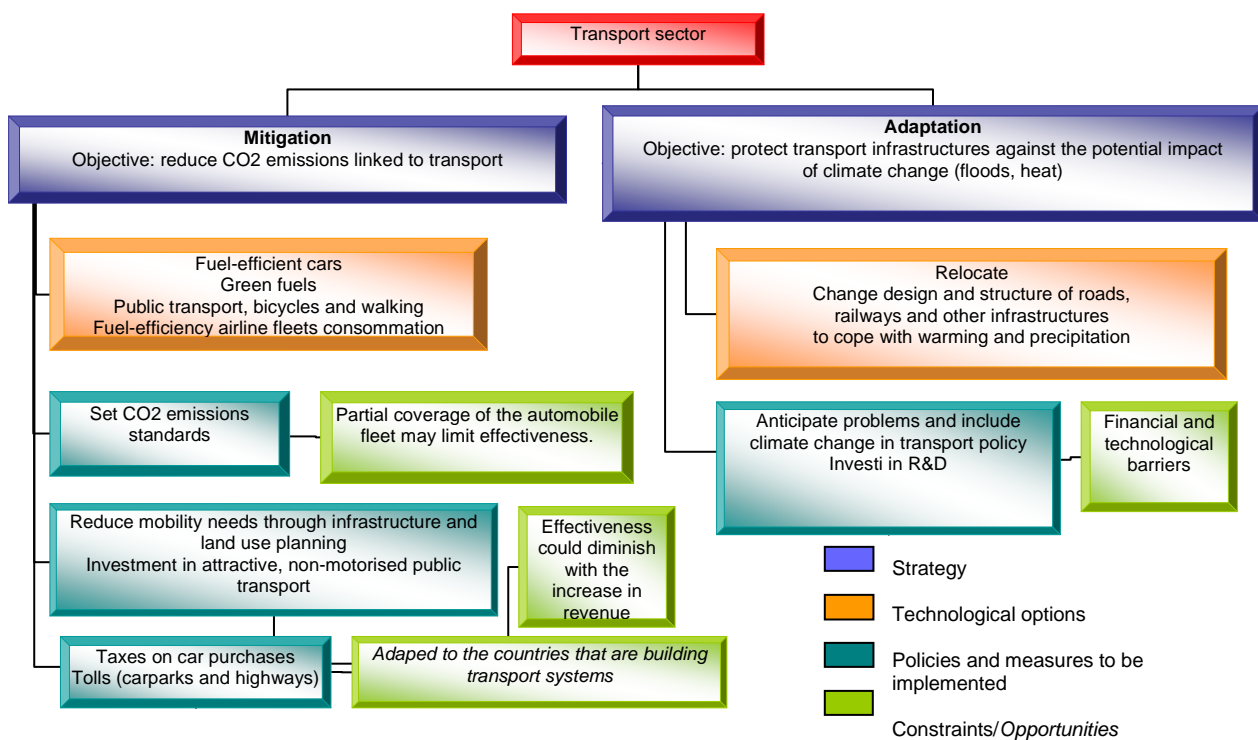 Transport sector
Mitigation
Objective: reduce CO2 emissions linked to transport
Adaptation
Objective: protect transport infrastructures against the potential impact
of climate change (floods, heat)
Fuel-efficient cars
Green fuels
Public transport, bicycles and walking
Fuel-efficiency airline fleets consommation
Relocate
Change design and structure of roads,
railways and other infrastructures
to cope with warming and precipitation
Set CO2 emissions
standards
Partial coverage of the automobile
fleet may limit effectiveness.
Anticipate problems and include
climate change in transport policy
Investi in R&D
Financial and
technological
barriers
Reduce mobility needs through infrastructure and
land use planning
Investment in attractive, non-motorised public
transport
Effectiveness
could diminish
with the
increase in
revenue
Taxes on car purchases
Tolls (carparks and highways)
Adaped to the countries that are building
transport systems
Strategy
Technological options
Policies and measures to be
implemented
Constraints/Opportunities